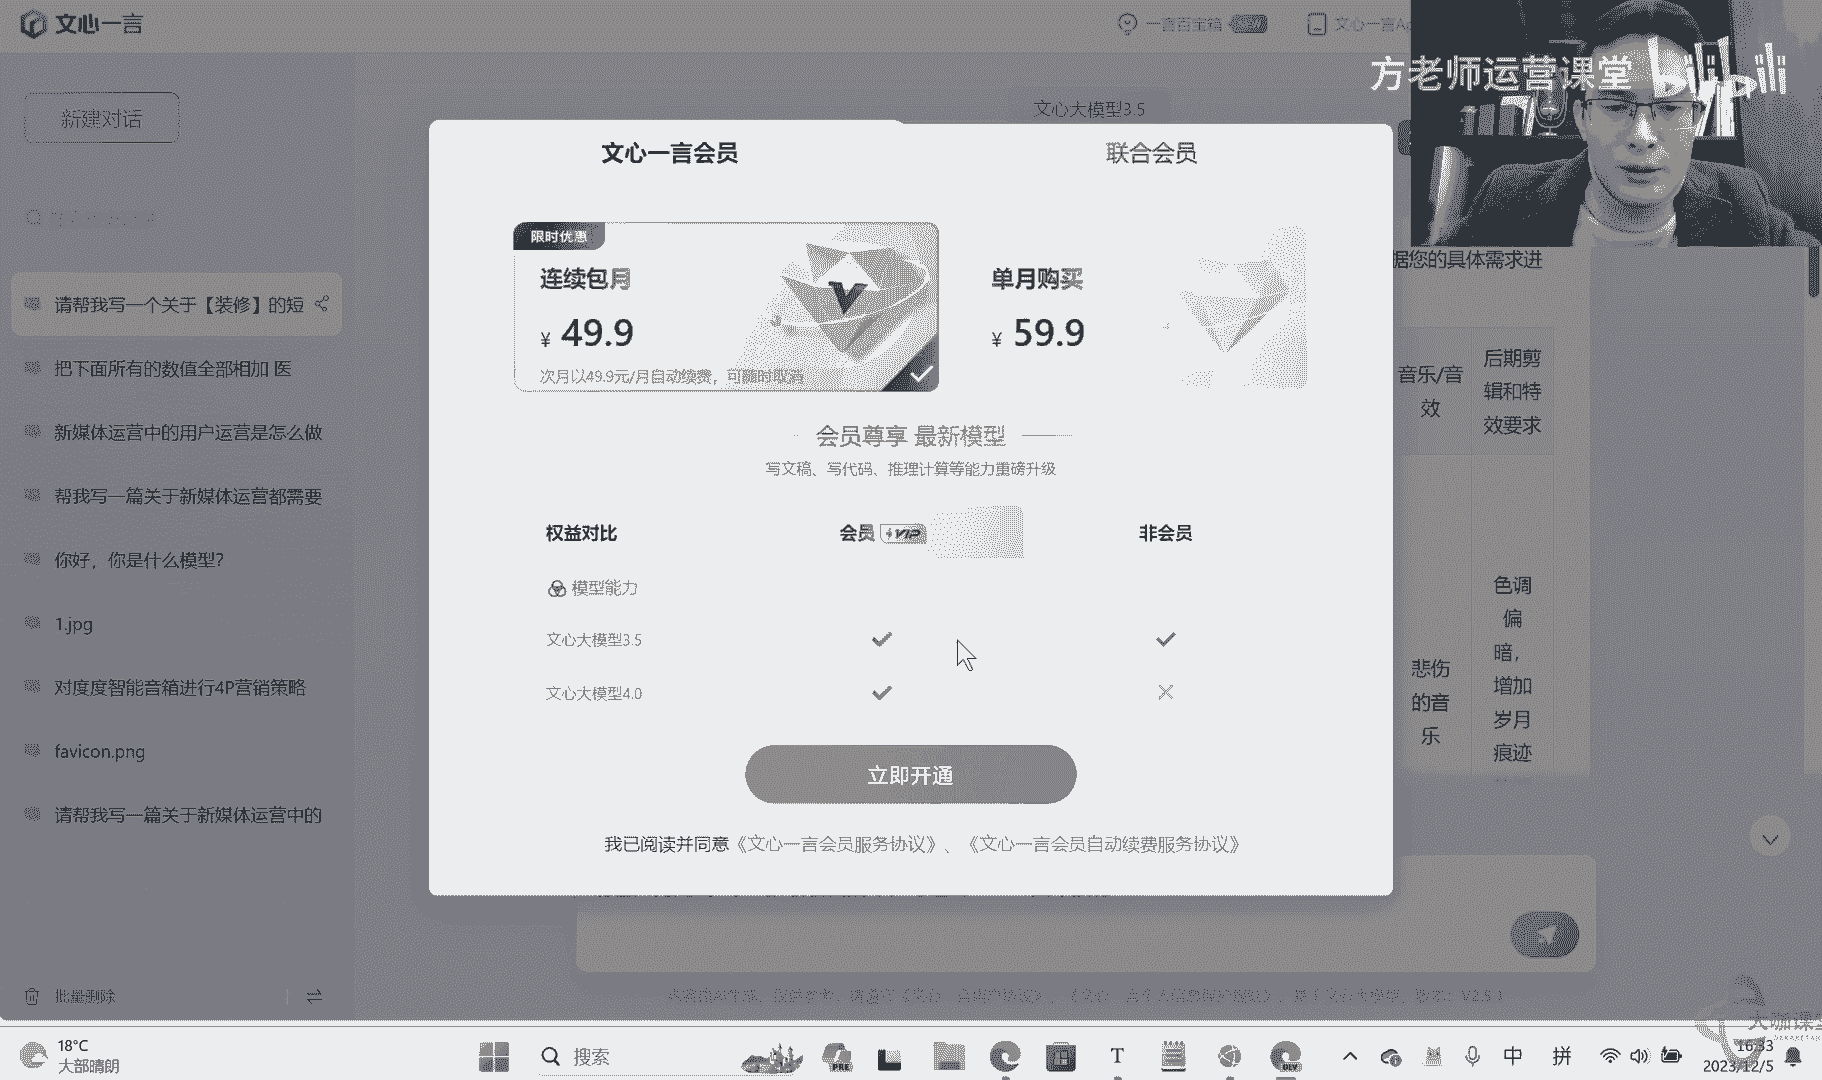 文心一言
一言百宝箱
文心一言Ap
方老师运营课堂 bilibili
新建对话
文心大模型3.5
文心一言会员
联合会员
限时优惠
连续包月
¥ 49.9
次月以49.9元/月自动续费，可随时取消
单月购买
¥ 59.9
据您的具体需求进
请帮我写一个关于【装修】的短
把下面所有的数值全部相加 医
新媒体运营中的用户运营是怎么做
帮我写一篇关于新媒体运营都需要
你好，你是什么模型?
1.jpg
对度度智能音箱进行4P营销策略
favicon.png
请帮我写一篇关于新媒体运营中的
会员尊享 最新模型
写文稿、写代码、推理计算等能力重磅升级
权益对比
会员 VIP
非会员
模型能力
文心大模型3.5
文心大模型4.0
立即开通
我已阅读并同意《文心一言会员服务协议》、《文心一言会员自动续费服务协议》
音乐/音
效
后期剪
辑和特
效要求
悲伤
的音
乐
色调
偏
暗，
增加
岁月
痕迹
批量删除
大咖课堂
18°C
大部晴朗
搜索
PRE
T
DEV
中
拼
16:33
2023/12/5